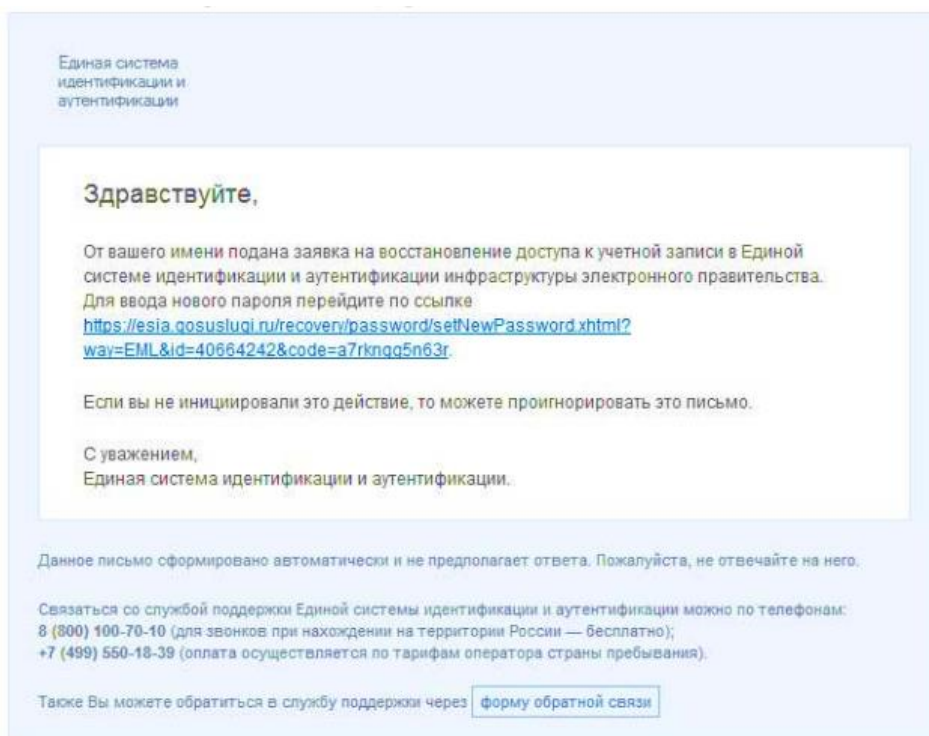 Единая система
идентификации и
аутентификации
Здравствуйте,
От вашего имени подана заявка на восстановление доступа к учетной записи в Единой
системе идентификации и аутентификации инфраструктуры электронного правительства.
Для ввода нового пароля перейдите по ссылке
https://esia.gosuslugi.ru/recovery/password/setNewPassword.xhtml?
way=EML&id=40664242&code=a7rkngg5n63r.
Если вы не инициировали это действие, то можете проигнорировать это письмо.
С уважением,
Единая система идентификации и аутентификации.
Данное письмо сформировано автоматически и не предполагает ответа. Пожалуйста, не отвечайте на него.
Связаться со службой поддержки Единой системы идентификации и аутентификации можно по телефонам:
8 (800) 100-70-10 (для звонков при нахождении на территории России — бесплатно);
+7 (499) 550-18-39 (оплата осуществляется по тарифам оператора страны пребывания).
Также Вы можете обратиться в службу поддержки через форму обратной связи